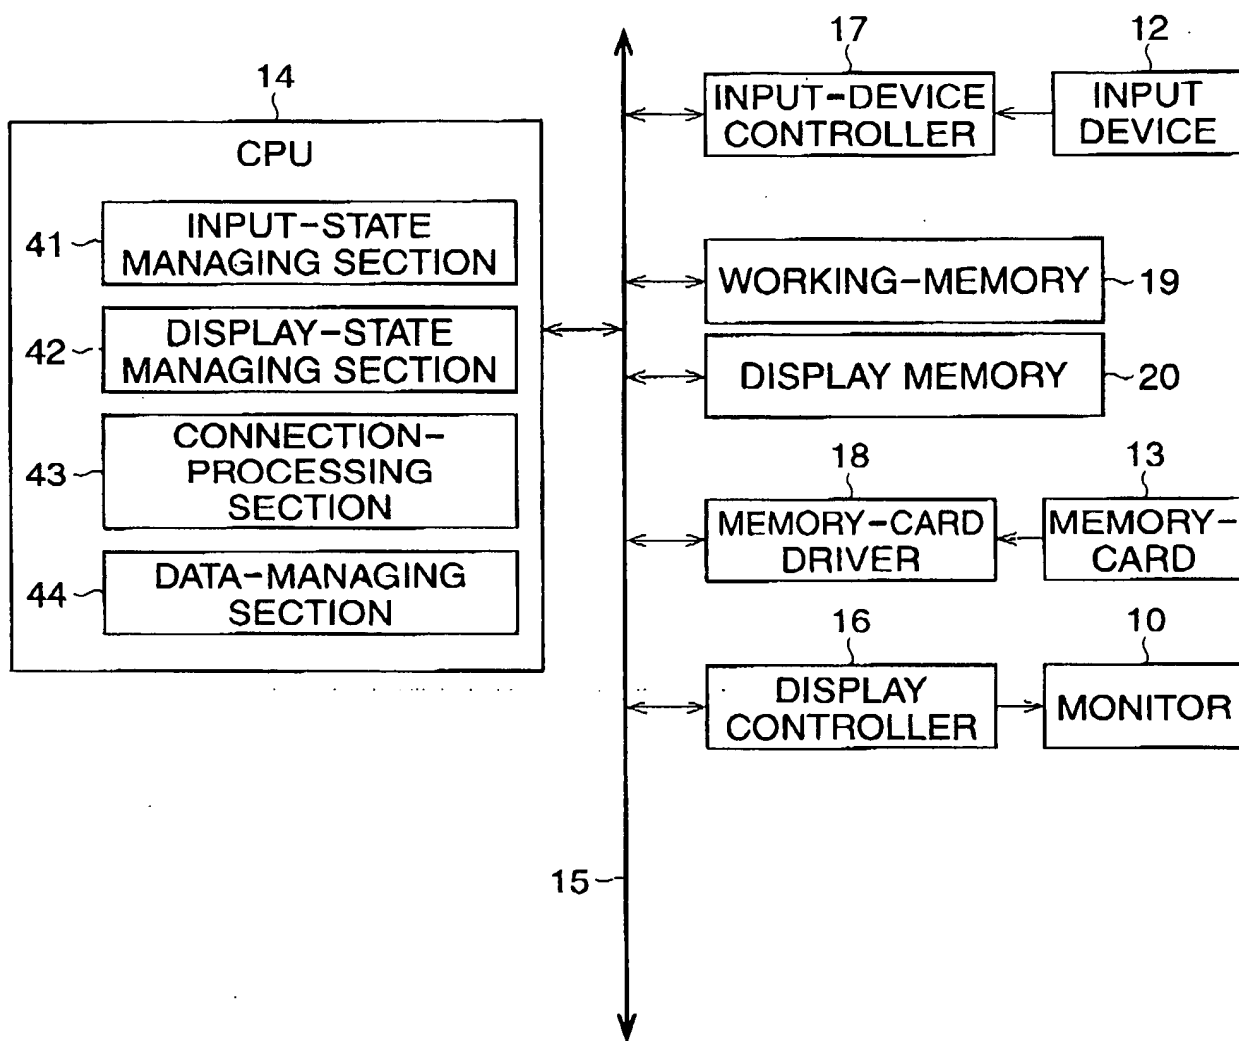 14
CPU
41
INPUT-STATE
MANAGING SECTION
42
DISPLAY-STATE
MANAGING SECTION
43
CONNECTION-
PROCESSING
SECTION
44
DATA-MANAGING
SECTION
15
17
INPUT-DEVICE
CONTROLLER
12
INPUT
DEVICE
WORKING-MEMORY
19
DISPLAY MEMORY
20
18
MEMORY-CARD
DRIVER
13
MEMORY-
CARD
16
DISPLAY
CONTROLLER
10
MONITOR